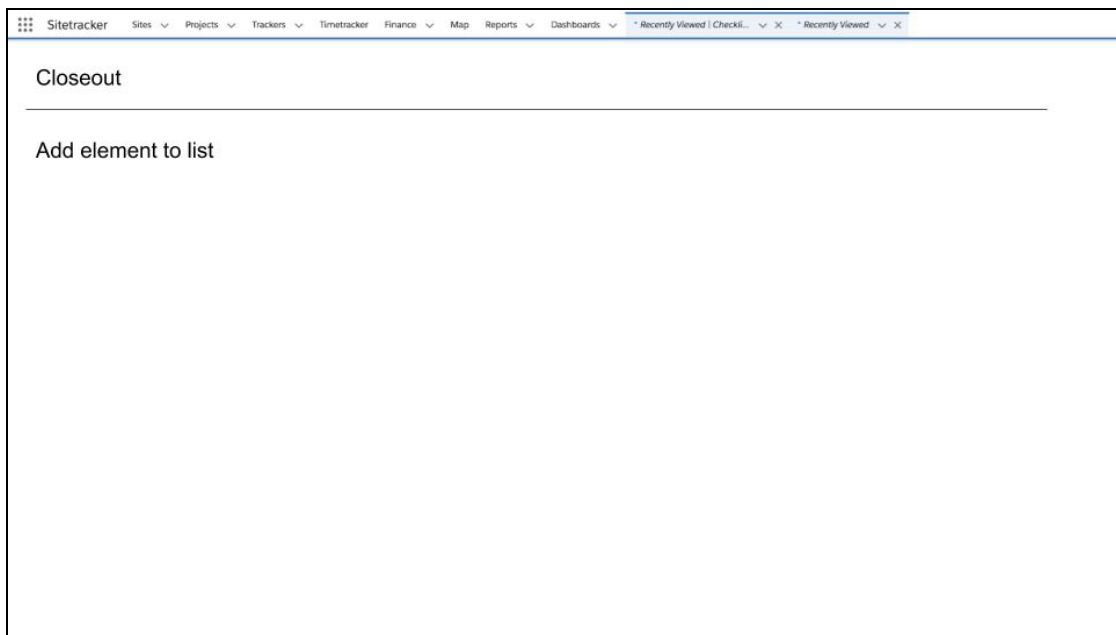 Sitetracker Sites Projects Trackers Timetracker Finance Map Reports Dashboards * Recently Viewed | Checkli... * Recently Viewed
Closeout
Add element to list